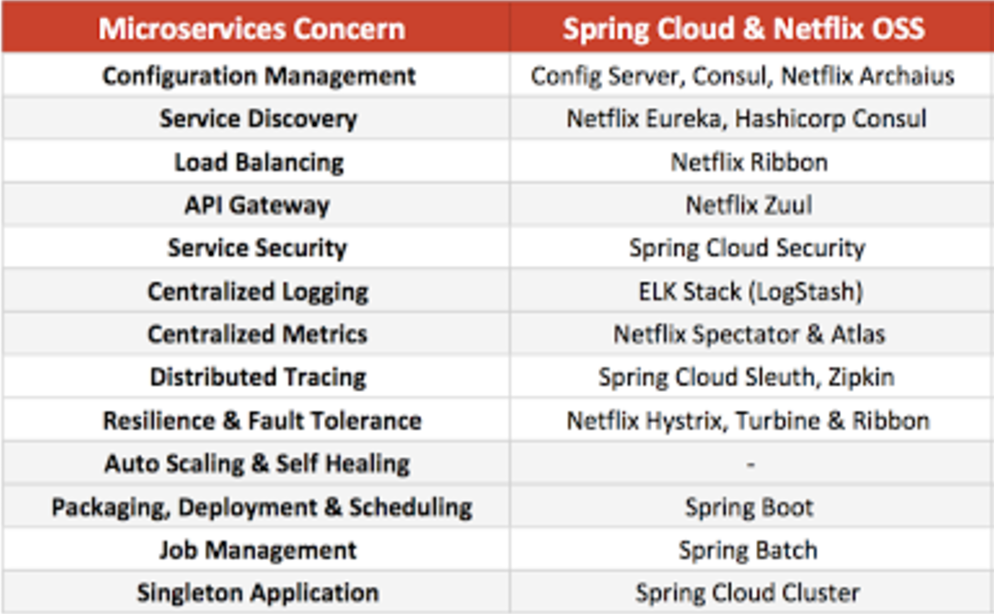 Microservices Concern Spring Cloud & Netflix OSS
Configuration Management Config Server, Consul, Netflix Archaius
Service Discovery Netflix Eureka, Hashicorp Consul
Load Balancing Netflix Ribbon
API Gateway Netflix Zuul
Service Security Spring Cloud Security
Centralized Logging ELK Stack (LogStash)
Centralized Metrics Netflix Spectator & Atlas
Distributed Tracing Spring Cloud Sleuth, Zipkin
Resilience & Fault Tolerance Netflix Hystrix, Turbine & Ribbon
Auto Scaling & Self Healing -
Packaging, Deployment & Scheduling Spring Boot
Job Management Spring Batch
Singleton Application Spring Cloud Cluster